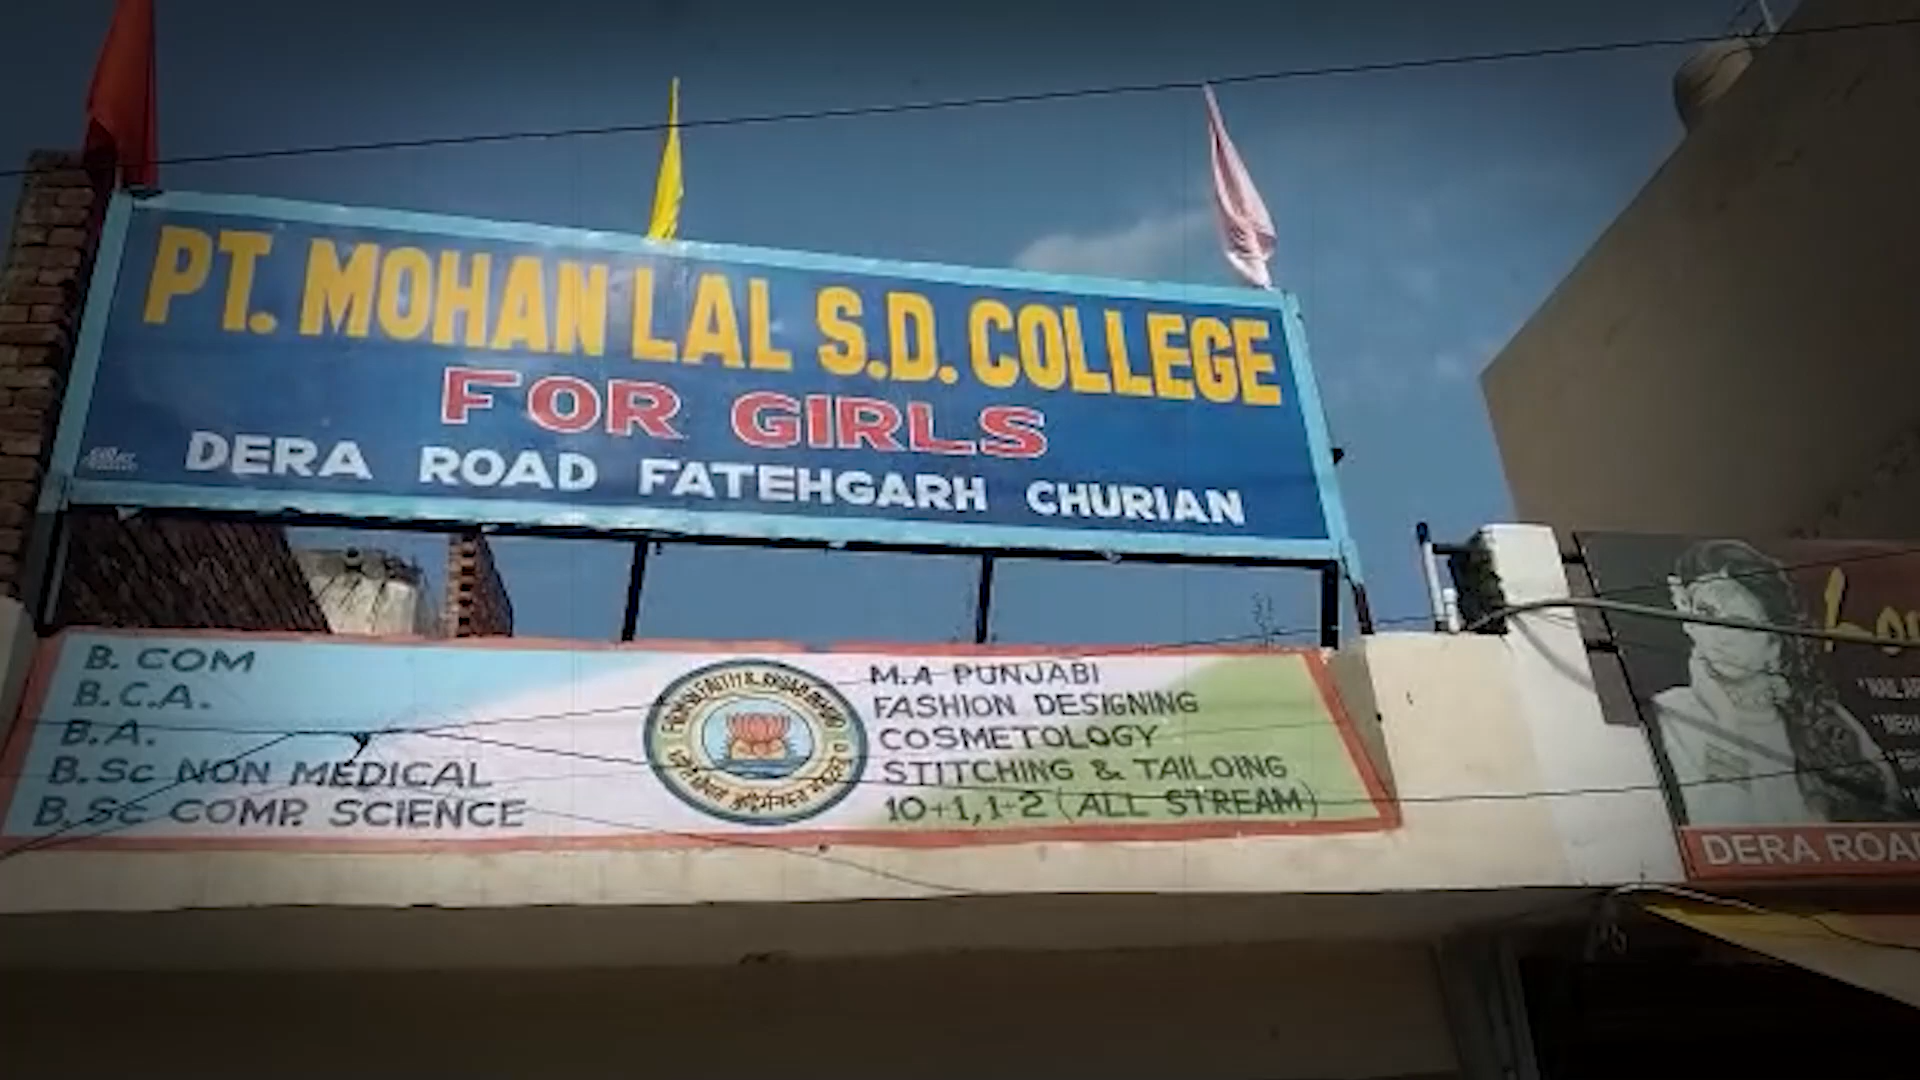 PT. MOHAN LAL S.D. COLLEGE
FOR GIRLS
DERA ROAD FATEHGARH CHURIAN
B. COM
B.C.A.
B.A.
B.Sc NON MEDICAL
B.Sc COMP. SCIENCE
M.A PUNJABI
FASHION DESIGNING
COSMETOLOGY
STITCHING & TAILOING
10+1,1+2 (ALL STREAM)
DERA ROA